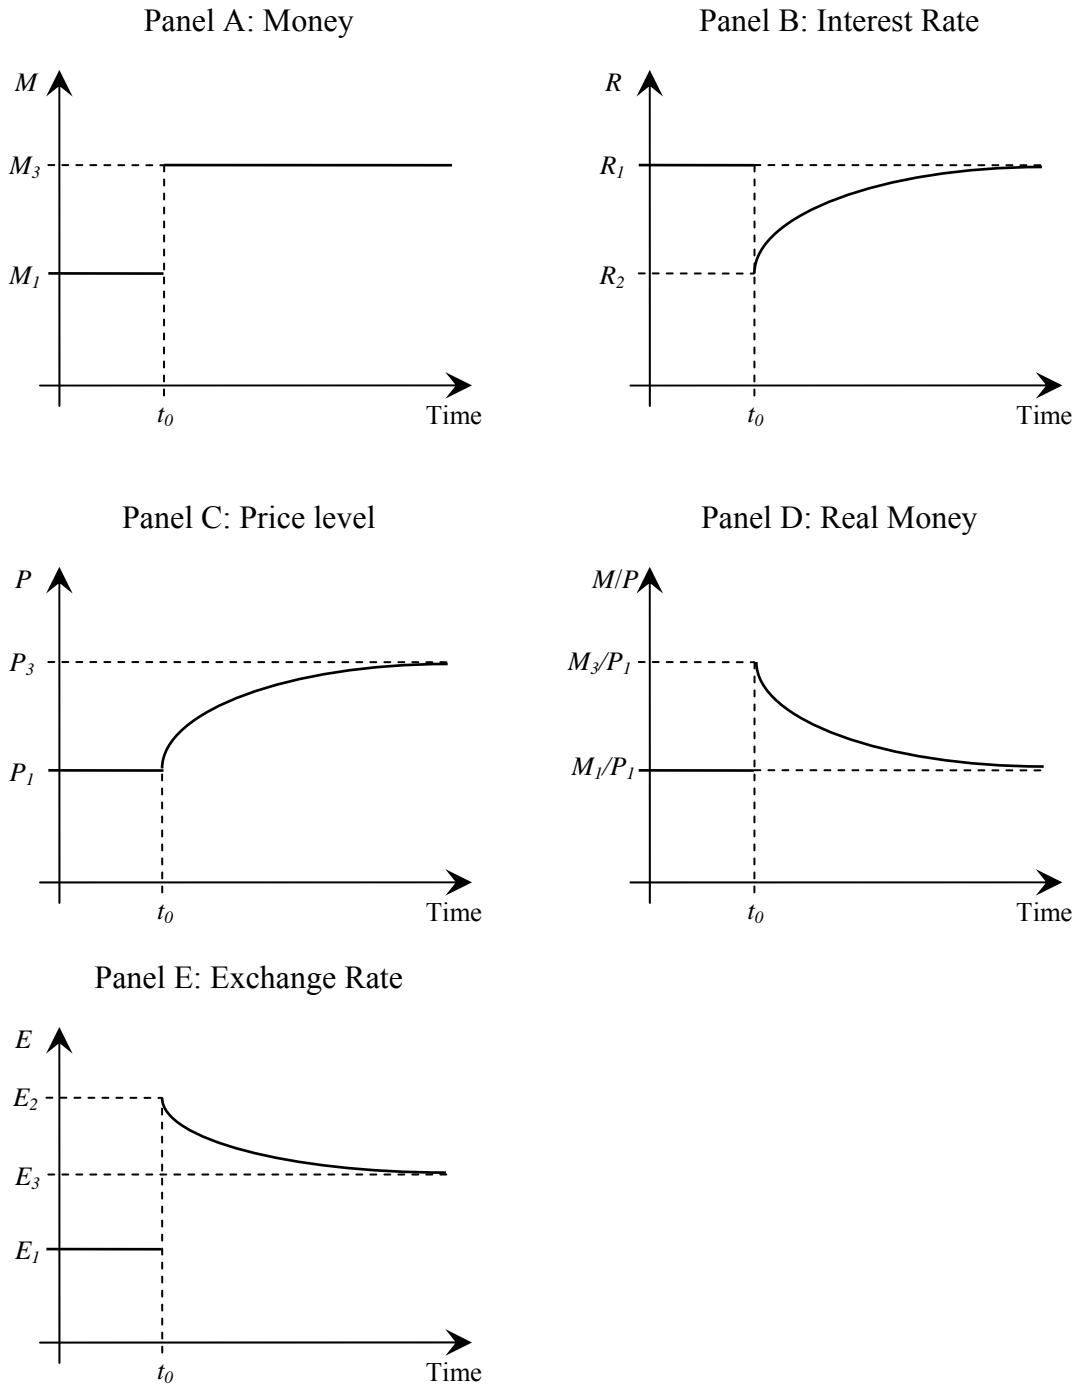 Panel A: Money
Panel B: Interest Rate
M
M3
M1
t0
Time
R
R1
R2
t0
Time
Panel C: Price level
Panel D: Real Money
P
P3
P1
t0
Time
M/P
M3/P1
M1/P1
t0
Time
Panel E: Exchange Rate
E
E2
E3
E1
t0
Time